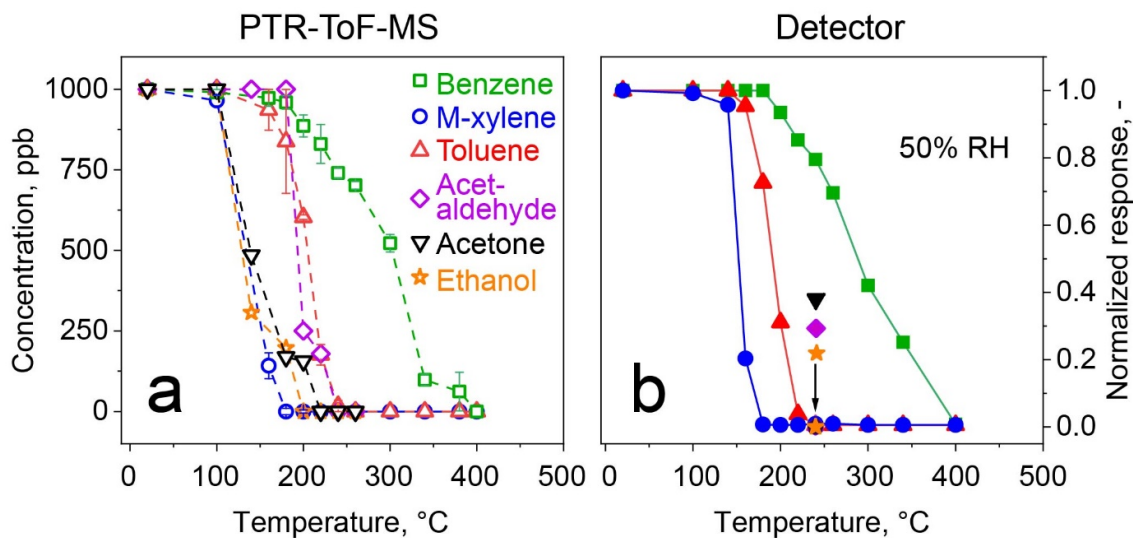 PTR-ToF-MS
Detector
Concentration, ppb
1000
750
500
250
0
Benzene
M-xylene
Toluene
Acet-
aldehyde
Acetone
Ethanol
a
0 100 200 300 400 500
Temperature, °C
50% RH
b
1.0
0.8
0.6
0.4
0.2
0.0
Normalized response, -
0 100 200 300 400 500
Temperature, °C